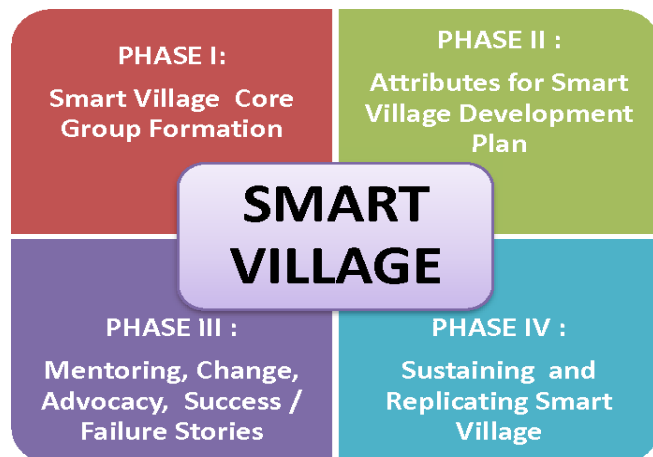 PHASE I:
Smart Village Core
Group Formation
PHASE II :
Attributes for Smart
Village Development
Plan
SMART
VILLAGE
PHASE III :
Mentoring, Change,
Advocacy, Success /
Failure Stories
PHASE IV :
Sustaining and
Replicating Smart
Village